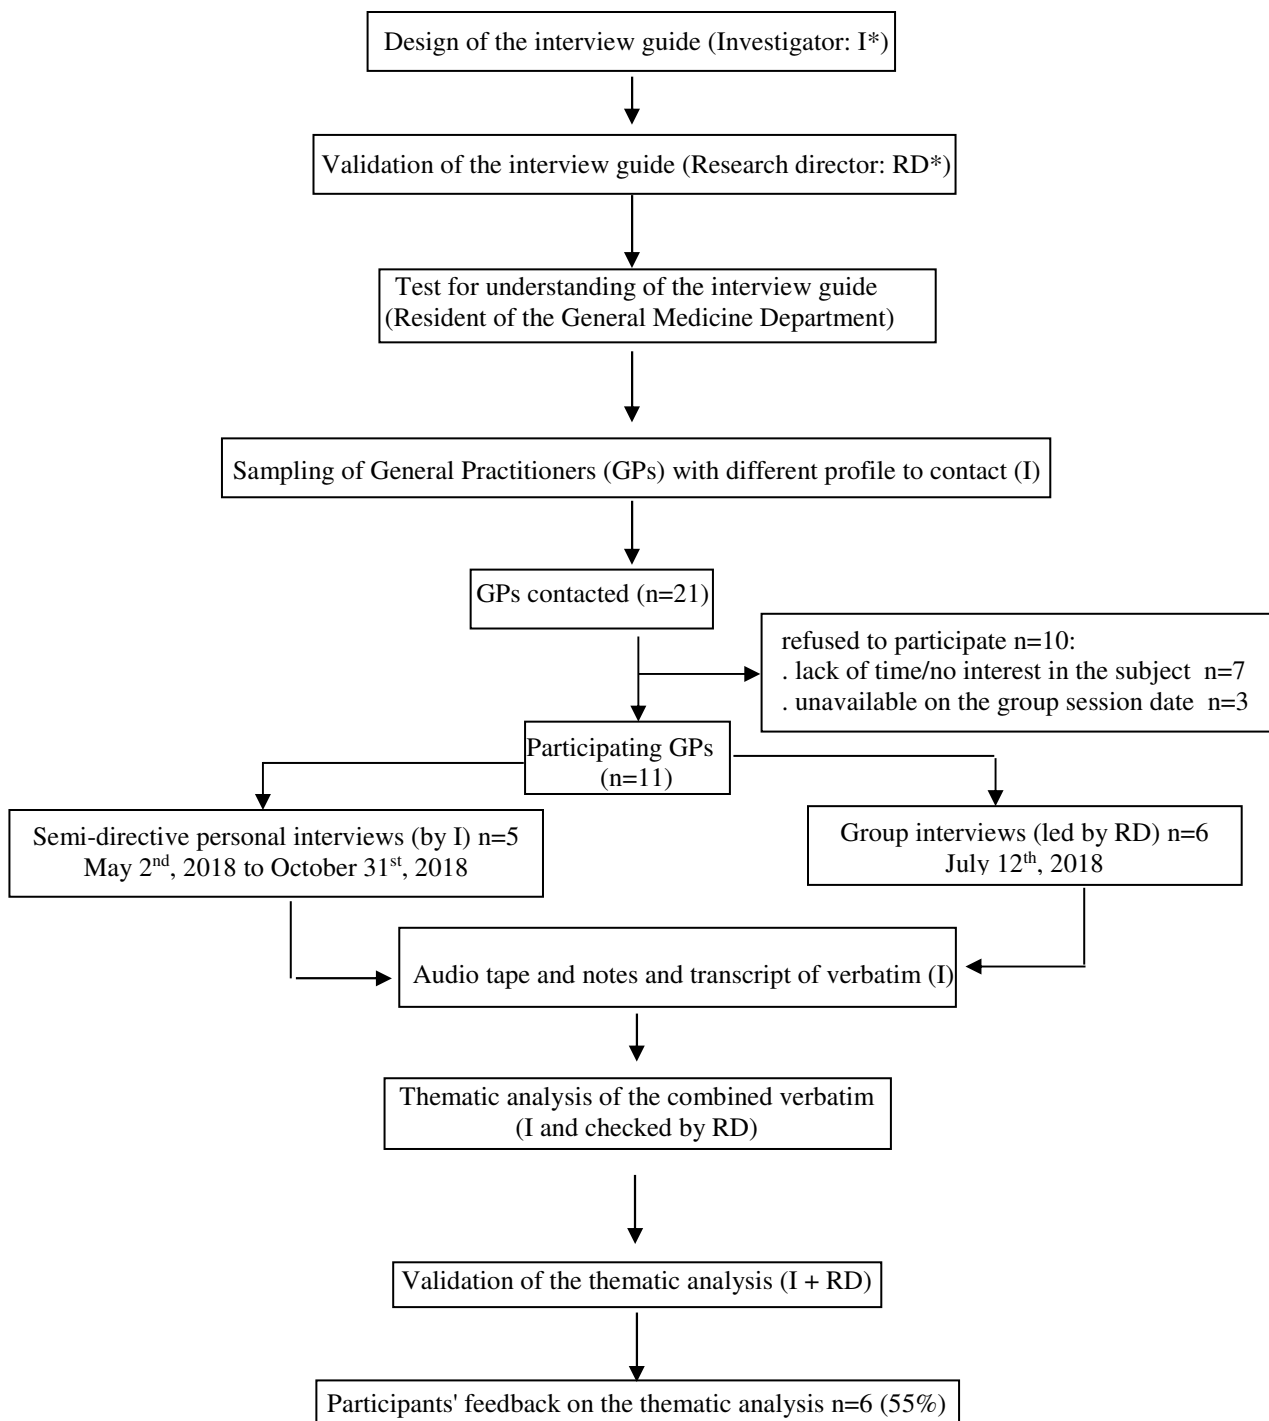 Design of the interview guide (Investigator: I*)
Validation of the interview guide (Research director: RD*)
Test for understanding of the interview guide
(Resident of the General Medicine Department)
Sampling of General Practitioners (GPs) with different profile to contact (I)
GPs contacted (n=21)
refused to participate n=10:
. lack of time/no interest in the subject  n=7
. unavailable on the group session date  n=3
Participating GPs
(n=11)
Semi-directive personal interviews (by I) n=5
May 2nd, 2018 to October 31st, 2018
Group interviews (led by RD) n=6
July 12th, 2018
Audio tape and notes and transcript of verbatim (I)
Thematic analysis of the combined verbatim
(I and checked by RD)
Validation of the thematic analysis (I + RD)
Participants' feedback on the thematic analysis n=6 (55%)